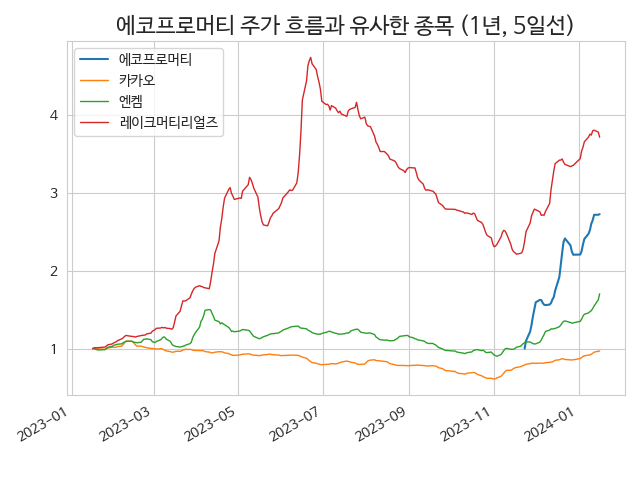 에코프로머티 주가 흐름과 유사한 종목 (1년, 5일선)
에코프로머티
카카오
엔켐
레이크머티리얼즈
4
3
2
1
2023-01
2023-03
2023-05
2023-07
2023-09
2023-11
2024-01